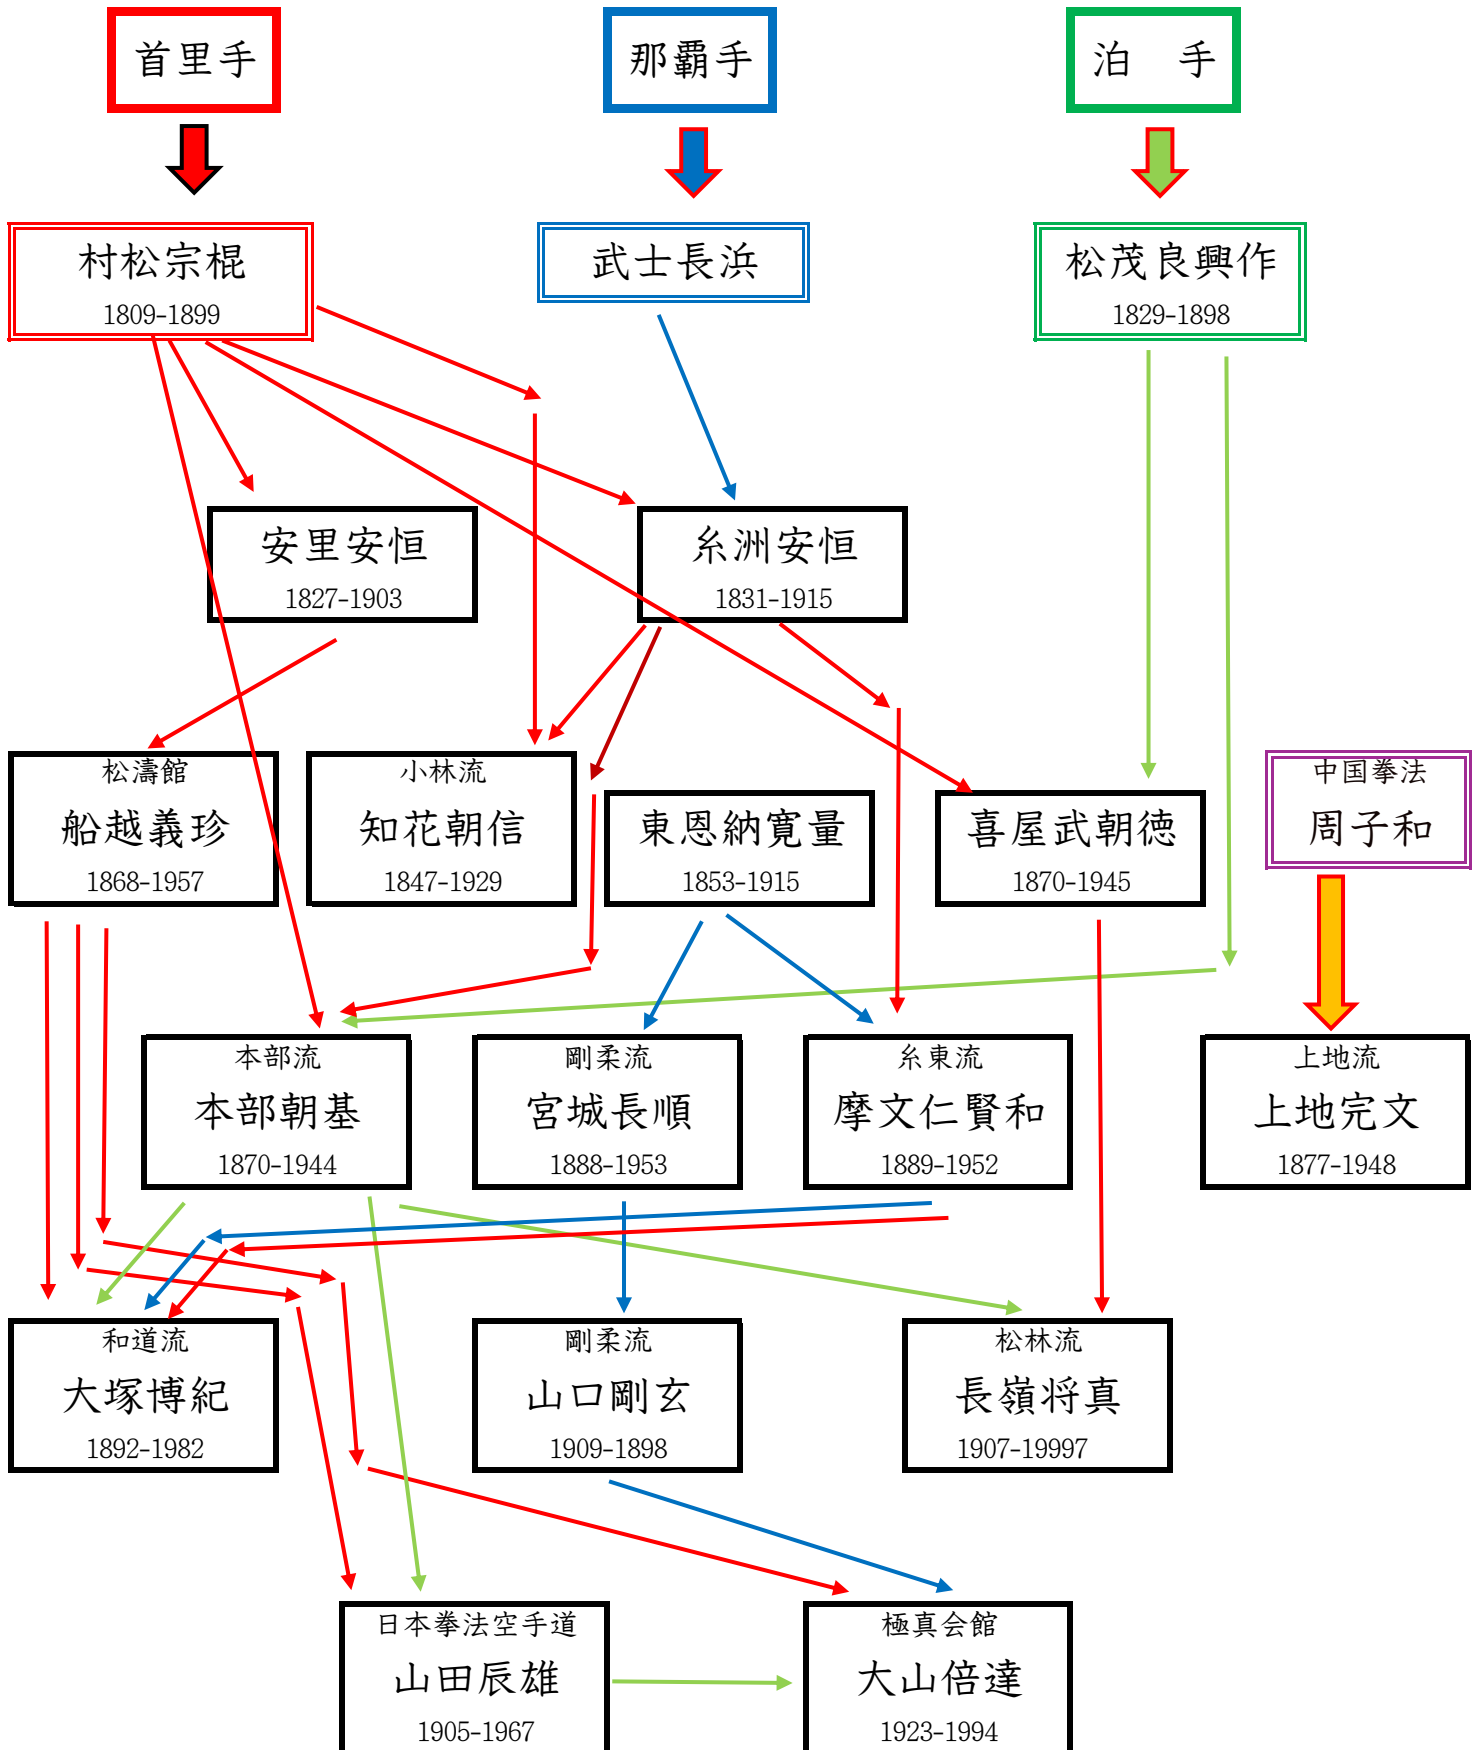 首里手
那覇手
泊　手
村松宗棍
1809-1899
武士長浜
松茂良興作
1829-1898
安里安恒
1827-1903
糸洲安恒
1831-1915
松濤館
船越義珍
1868-1957
小林流
知花朝信
1847-1929
東恩納寛量
1853-1915
喜屋武朝徳
1870-1945
中国拳法
周子和
本部流
本部朝基
1870-1944
剛柔流
宮城長順
1888-1953
糸東流
摩文仁賢和
1889-1952
上地流
上地完文
1877-1948
和道流
大塚博紀
1892-1982
剛柔流
山口剛玄
1909-1898
松林流
長嶺将真
1907-19997
日本拳法空手道
山田辰雄
1905-1967
極真会館
大山倍達
1923-1994